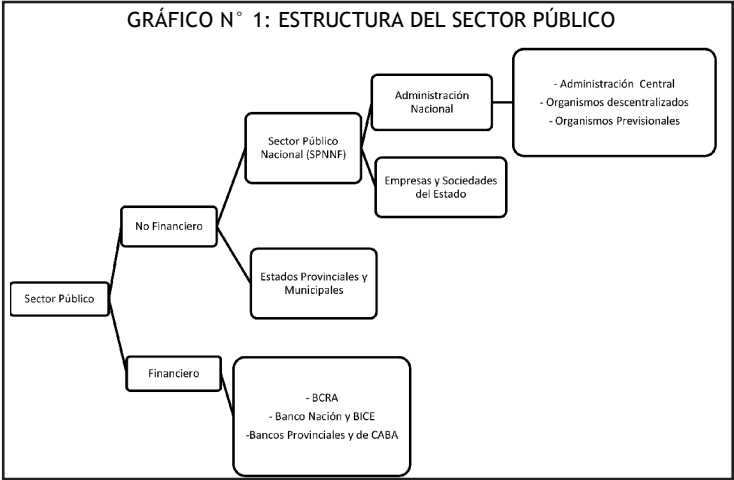 GRÁFICO N° 1: ESTRUCTURA DEL SECTOR PÚBLICO
Sector Público
No Financiero
Sector Público
Nacional (SPNNF)
Administración
Nacional
- Administración Central
- Organismos descentralizados
- Organismos Previsionales
Empresas y Sociedades
del Estado
Estados Provinciales y
Municipales
Financiero
- BCRA
- Banco Nación y BICE
-Bancos Provinciales y de CABA